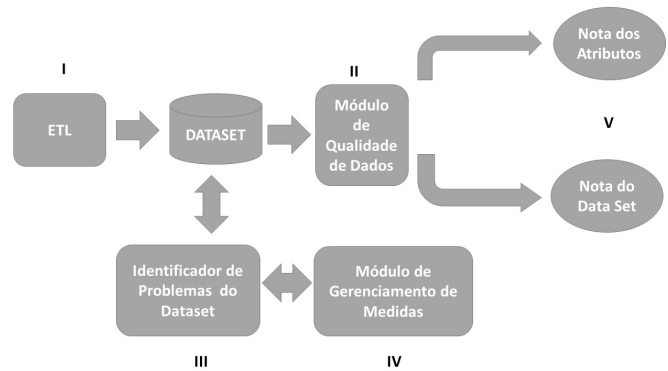 I
ETL
DATASET
II
Módulo
de
Qualidade
de Dados
Nota dos
Atributos
V
Nota do
Data Set
Identificador de
Problemas do
Dataset
III
Módulo de
Gerenciamento de
Medidas
IV